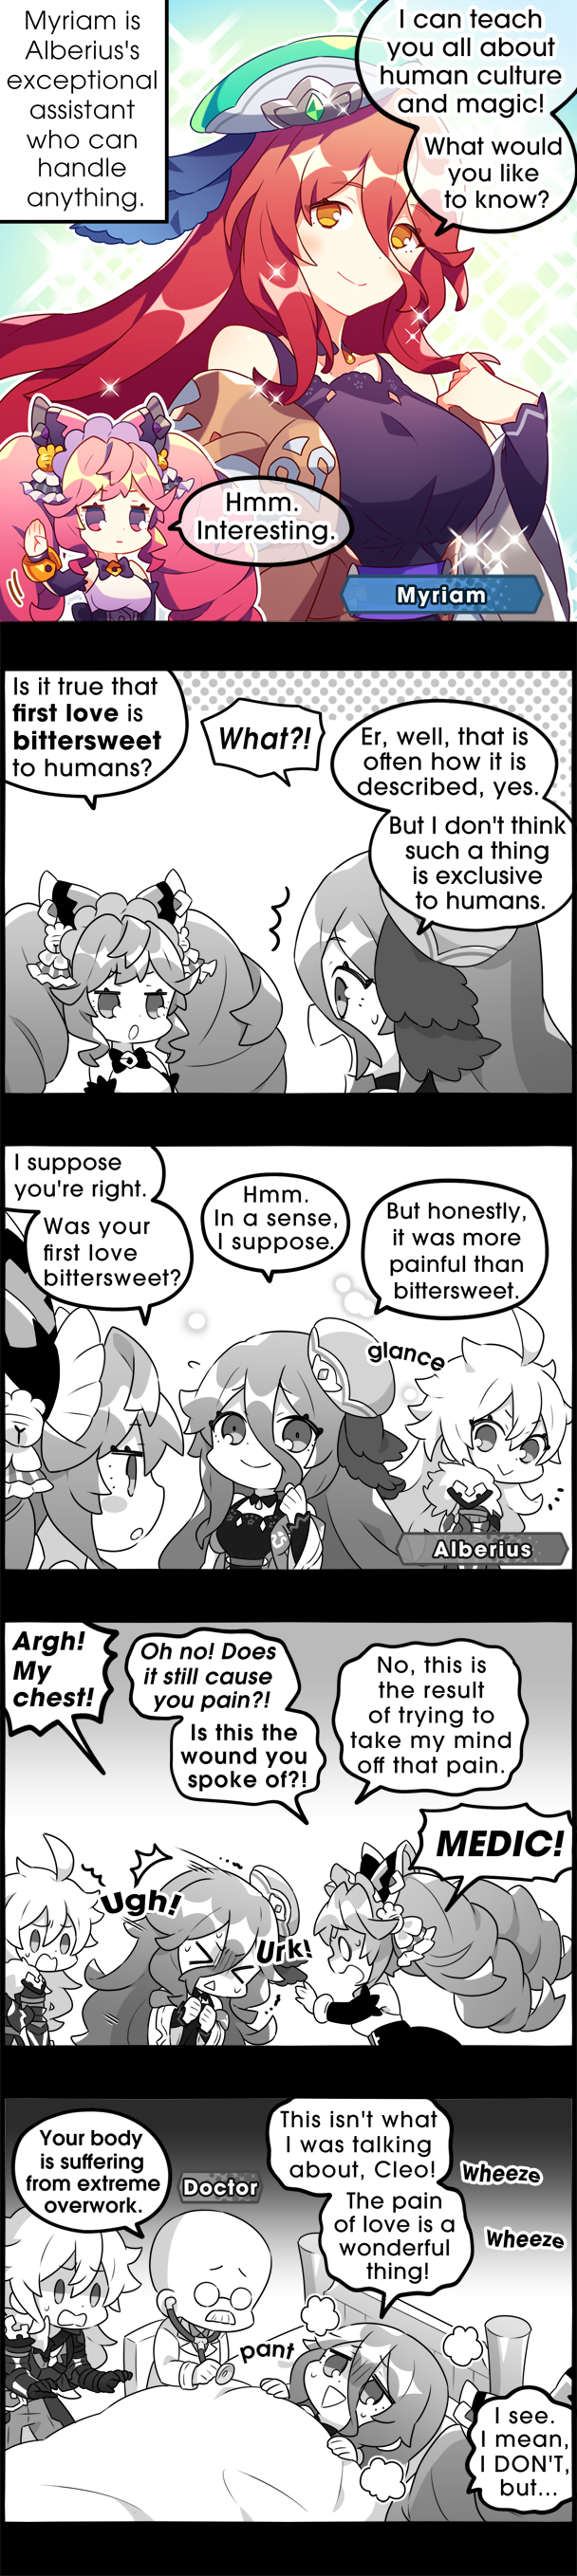 Myriam is
Alberius's
exceptional
assistant
who can
handle
anything.
I can teach
you all about
human culture
and magic!
What would
you like
to know?
Hmm.
Interesting.
Myriam
Is it true that
first love is
bittersweet
to humans?
What?!
Er, well, that is
often how it is
described, yes.
But I don't think
such a thing
is exclusive
to humans.
I suppose
you're right.
Was your
first love
bittersweet?
Hmm.
In a sense,
I suppose.
But honestly,
it was more
painful than
bittersweet.
glance
Alberius
Argh!
My
chest!
Oh no! Does
it still cause
you pain?!
Is this the
wound you
spoke of?!
No, this is
the result
of trying to
take my mind
off that pain.
MEDIC!
Ugh!
Urk!
Your body
is suffering
from extreme
overwork.
Doctor
This isn't what
I was talking
about, Cleo!
The pain
of love is a
wonderful
thing!
wheeze
wheeze
pant
I see.
I mean,
I DON'T,
but...